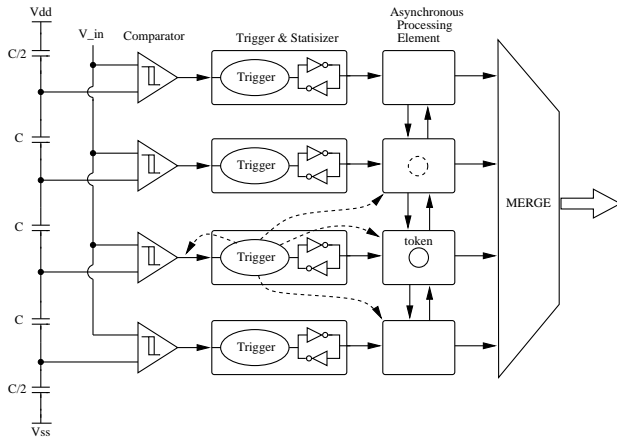 Vdd
V_in
Comparator
Trigger & Statisizer
Asynchronous
Processing
Element
C/2
Trigger
C
Trigger
C
MERGE
token
Trigger
C
Trigger
C/2
Vss